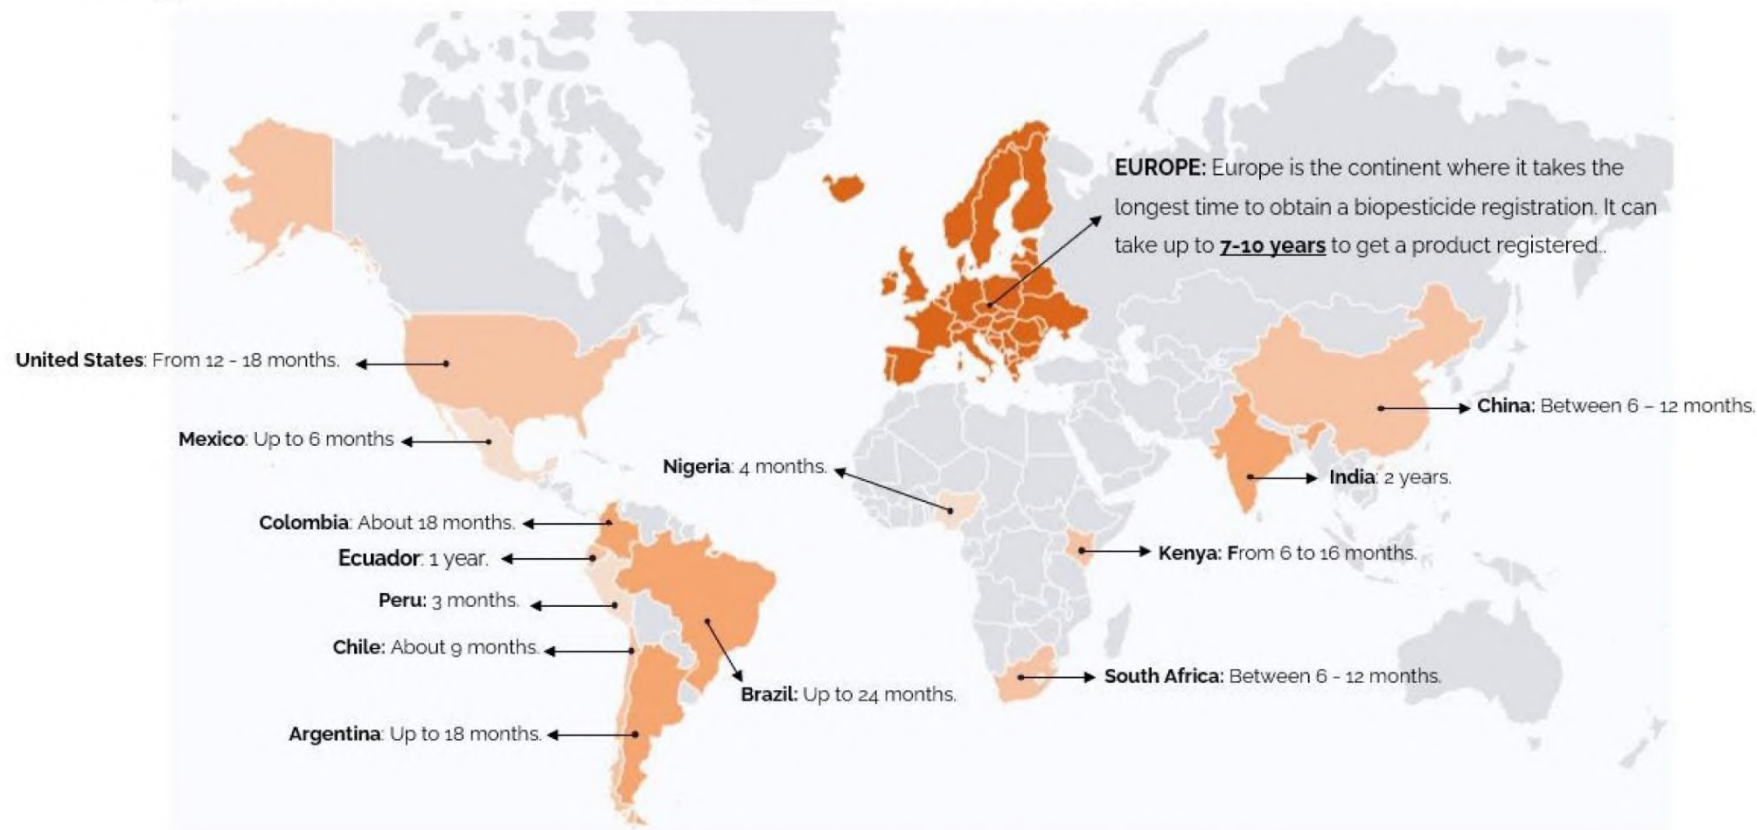 EUROPE: Europe is the continent where it takes the
longest time to obtain a biopesticide registration. It can
take up to 7-10 years to get a product registered..
United States: From 12 - 18 months.
China: Between 6 – 12 months.
Mexico: Up to 6 months
Nigeria: 4 months.
India: 2 years.
Colombia: About 18 months.
Ecuador: 1 year.
Kenya: From 6 to 16 months.
Peru: 3 months.
Chile: About 9 months.
South Africa: Between 6 - 12 months.
Brazil: Up to 24 months.
Argentina: Up to 18 months.